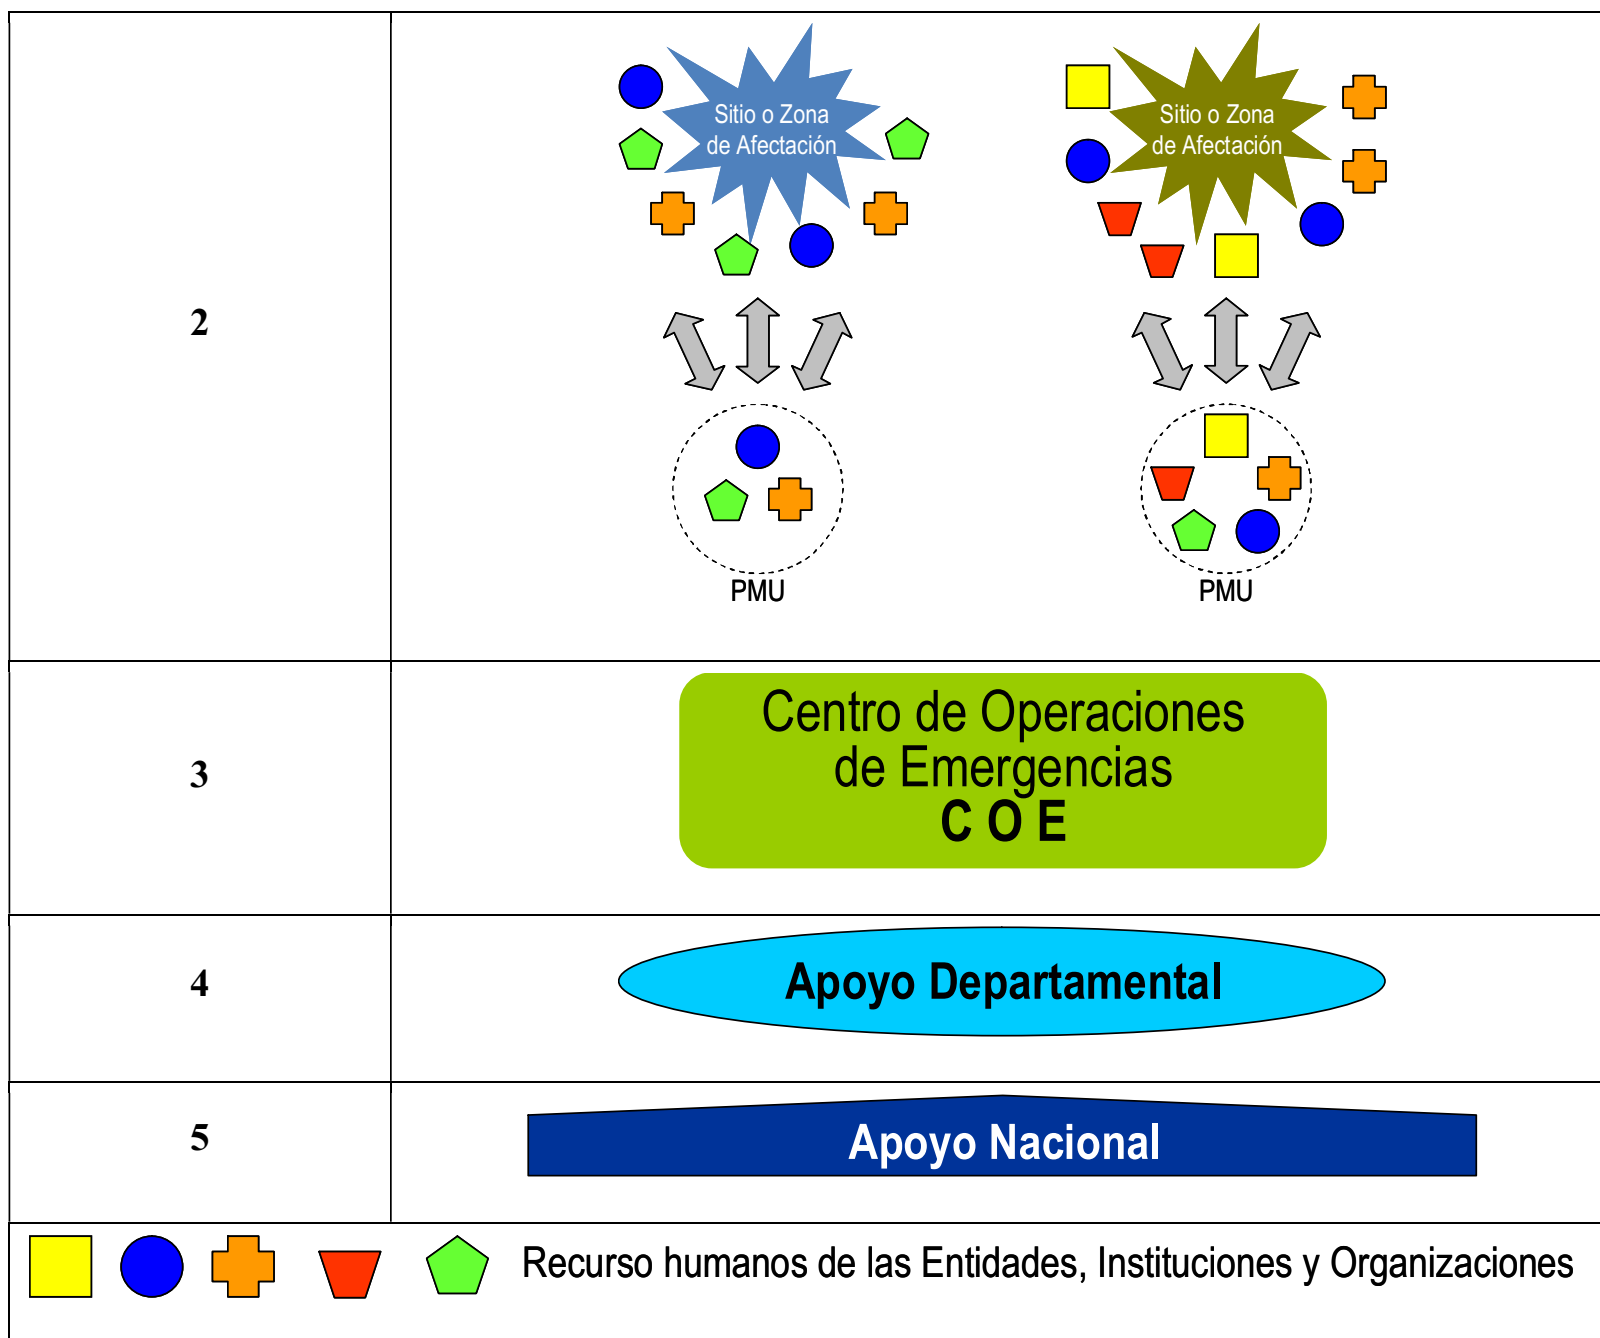 2
Sitio o Zona
de Afectación
Sitio o Zona
de Afectación
PMU
PMU
3
Centro de Operaciones
de Emergencias
C O E
4
Apoyo Departamental
5
Apoyo Nacional
Recurso humanos de las Entidades, Instituciones y Organizaciones